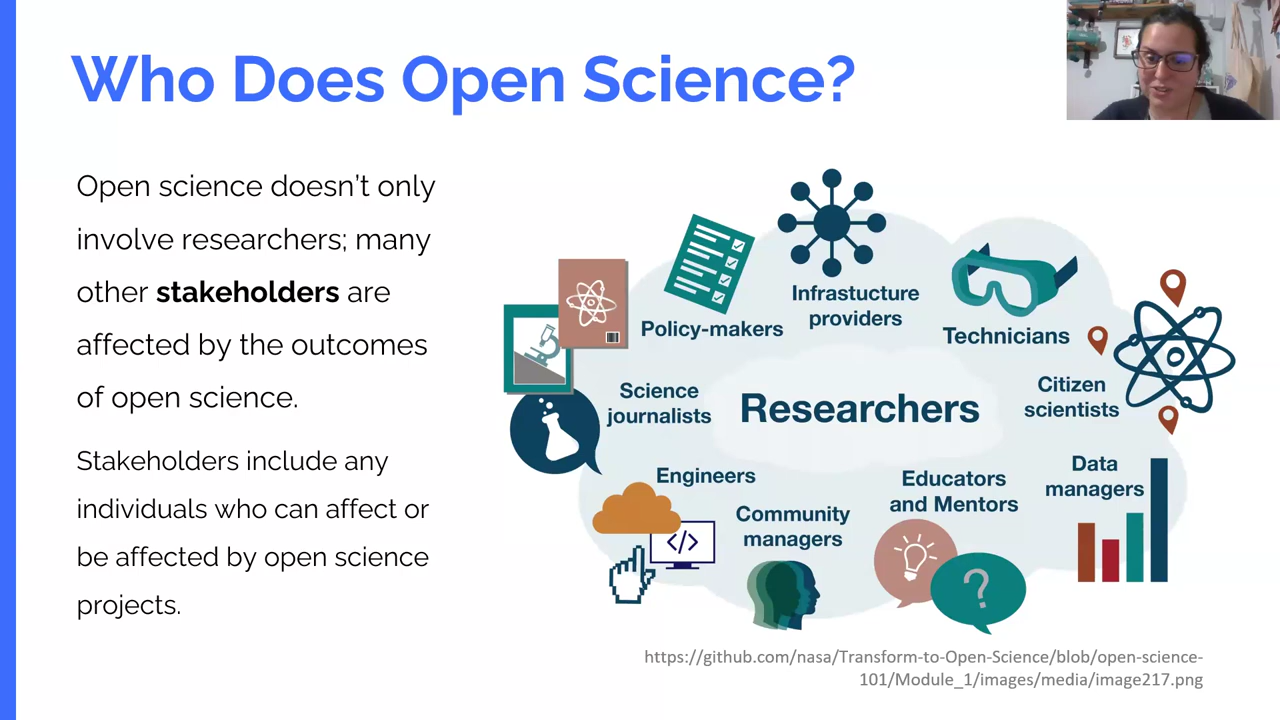 Who Does Open Science?
Open science doesn't only
involve researchers; many
other stakeholders are
affected by the outcomes
of open science.
Stakeholders include any
individuals who can affect or
be affected by open science
projects.
Policy-makers
Infrastucture
providers
Technicians
Science
journalists
Researchers
Citizen
scientists
Engineers
Community
managers
Educators
and Mentors
Data
managers
</>
?
https://github.com/nasa/Transform-to-Open-Science/blob/open-science-
101/Module_1/images/media/image217.png